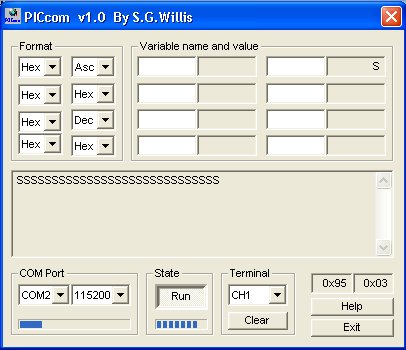 PICcom v1.0 By S.G.Willis
Format
Variable name and value
Hex Asc S
Hex Hex
Hex Dec
Hex Hex
SSSSSSSSSSSSSSSSSSSSSSSSSSSSS
COM Port
State
Terminal
COM2 115200
Run
CH1
0x95 0x03
Help
Clear
Exit